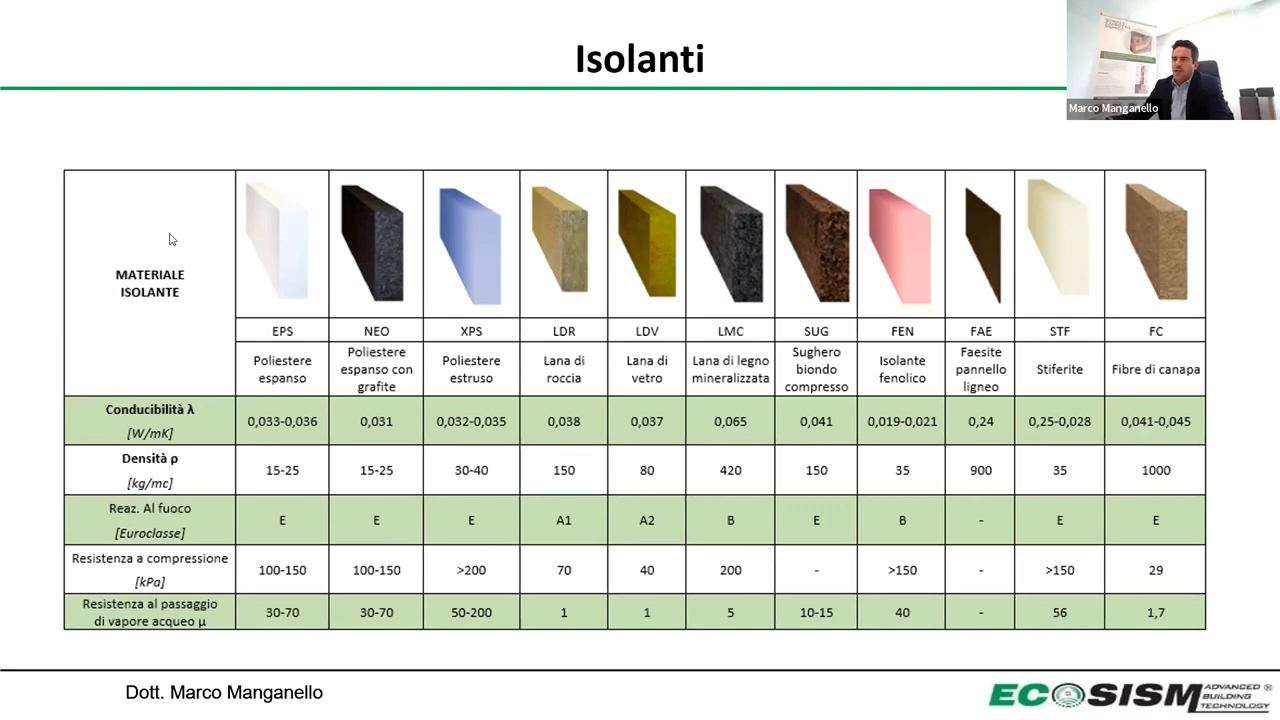 Isolanti
Marco Manganello
MATERIALE
ISOLANTE
EPS NEO XPS LDR LDV LMC SUG FEN FAE STF FC
Poliestere
espanso
Poliestere
espanso con
grafite
Poliestere
estruso
Lana di
roccia
Lana di
vetro
Lana di legno
mineralizzata
Sughero
biondo
compresso
Isolante
fenolico
Faesite
pannello
ligneo
Stiferite
Fibre di canapa
Conducibilità λ
[W/mK]
0,033-0,036 0,031 0,032-0,035 0,038 0,037 0,065 0,041 0,019-0,021 0,24 0,25-0,028 0,041-0,045
Densità ρ
[kg/mc]
15-25 15-25 30-40 150 80 420 150 35 900 35 1000
Reaz. Al fuoco
[Euroclasse]
E E E A1 A2 B E B - E E
Resistenza a compressione
[kPa]
100-150 100-150 >200 70 40 200 - >150 - >150 29
Resistenza al passaggio
di vapore acqueo μ
30-70 30-70 50-200 1 1 5 10-15 40 - 56 1,7
Dott. Marco Manganello
ECOSISM
ADVANCED ®
BUILDING
TECHNOLOGY